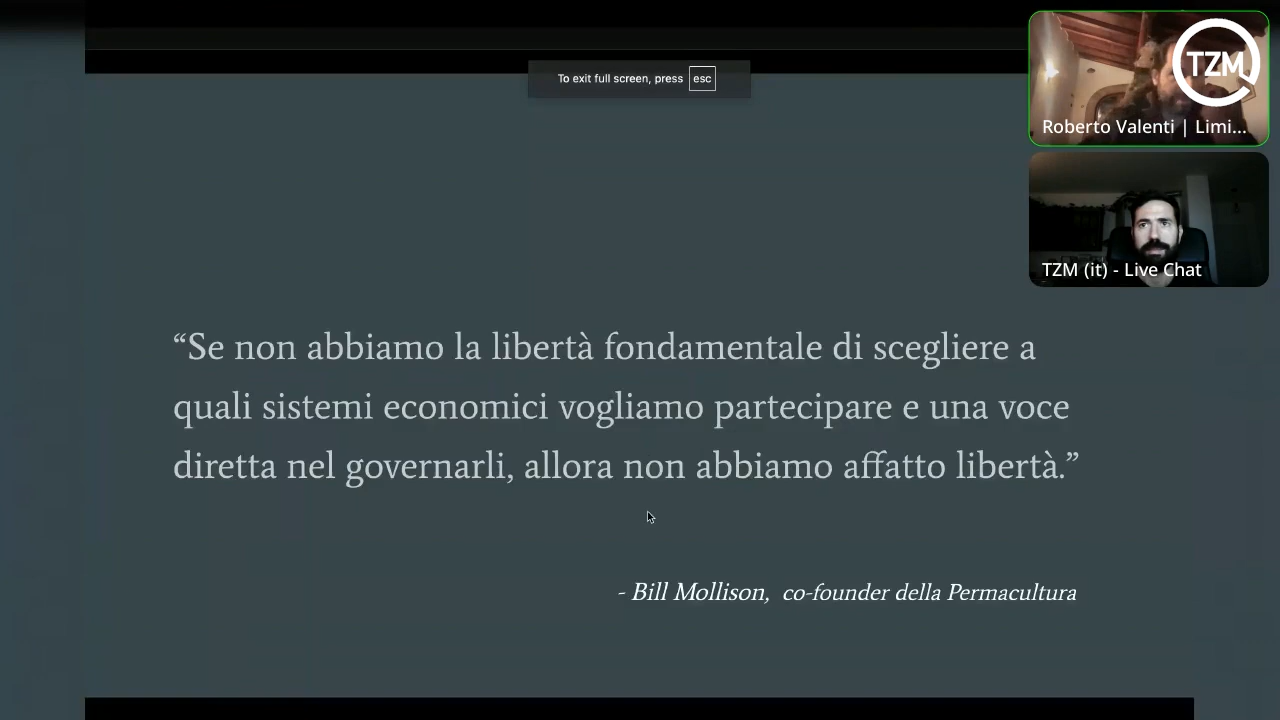 To exit full screen, press esc
TZM
Roberto Valenti | Limi...
TZM (it) - Live Chat
“Se non abbiamo la libertà fondamentale di scegliere a
quali sistemi economici vogliamo partecipare e una voce
diretta nel governarli, allora non abbiamo affatto libertà.”
- Bill Mollison, co-founder della Permacultura